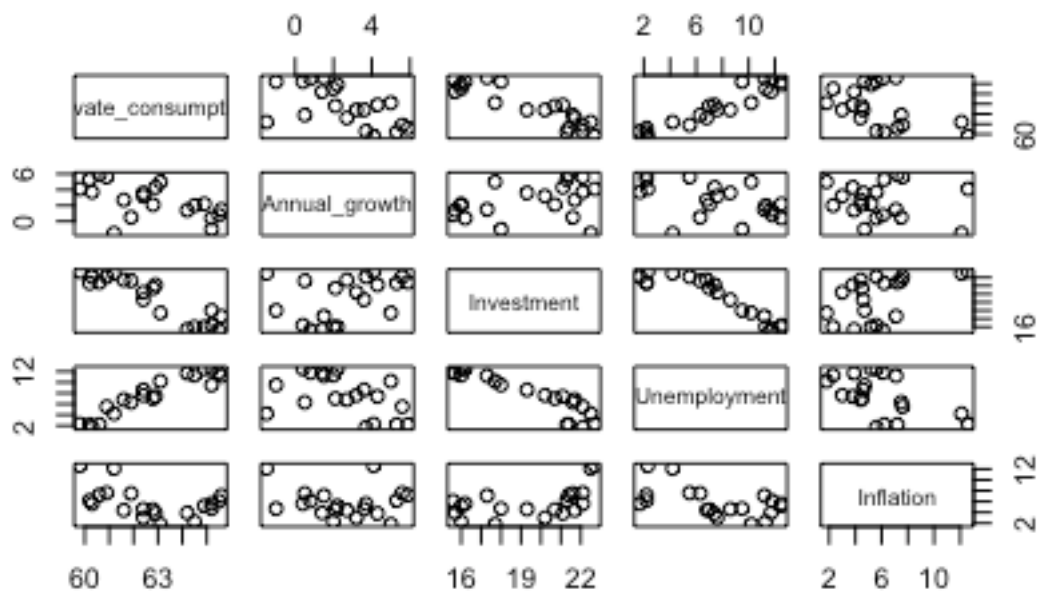 0 4 2 6 10
vate_consumpt
60
6
0
Annual_growth
Investment
16
12
2
Unemployment
12
2
Inflation
60 63 16 19 22 2 6 10